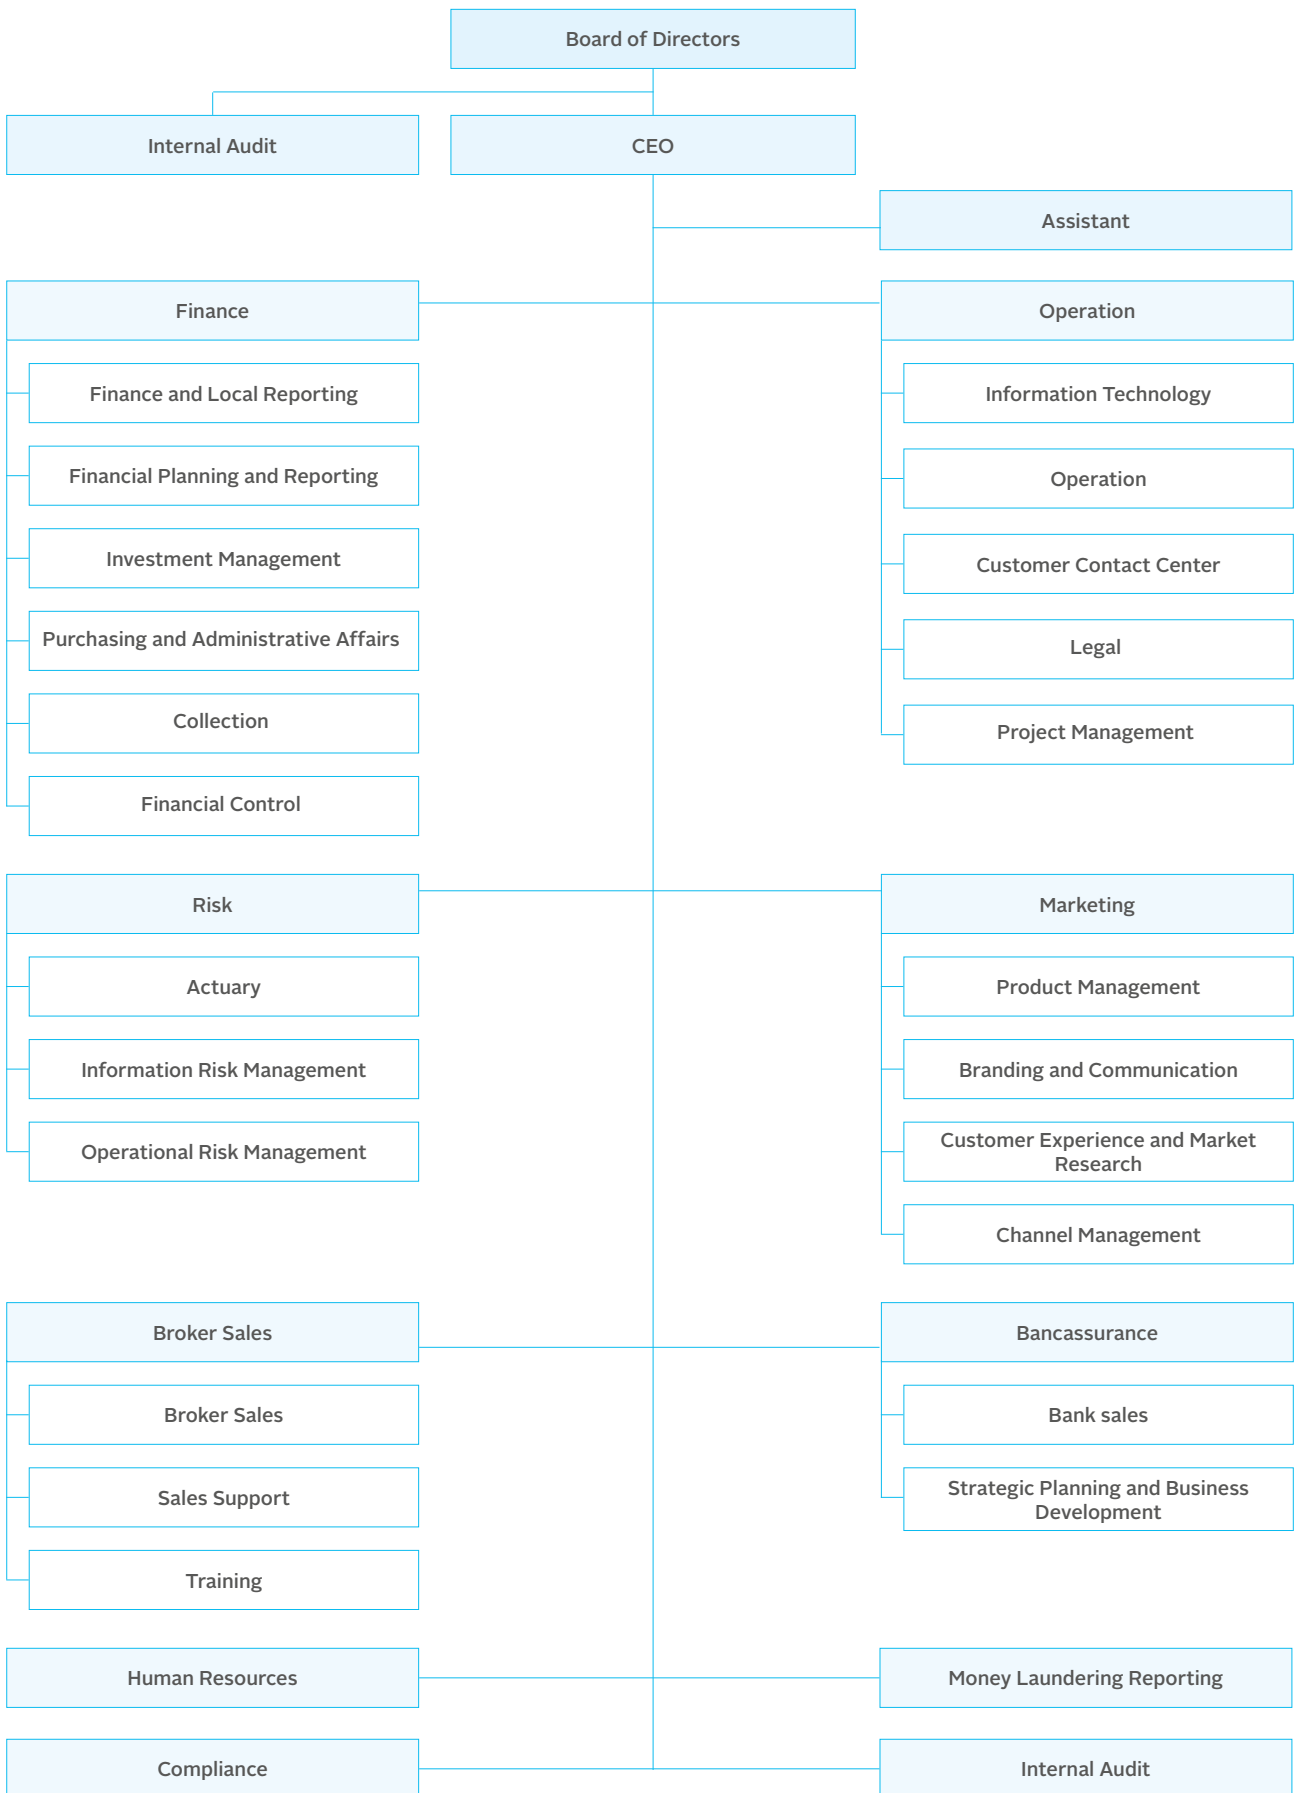 Board of Directors
Internal Audit
CEO
Assistant
Finance
Finance and Local Reporting
Financial Planning and Reporting
Investment Management
Purchasing and Administrative Affairs
Collection
Financial Control
Operation
Information Technology
Operation
Customer Contact Center
Legal
Project Management
Risk
Actuary
Information Risk Management
Operational Risk Management
Marketing
Product Management
Branding and Communication
Customer Experience and Market
Research
Channel Management
Broker Sales
Broker Sales
Sales Support
Training
Bancassurance
Bank sales
Strategic Planning and Business
Development
Human Resources
Money Laundering Reporting
Compliance
Internal Audit